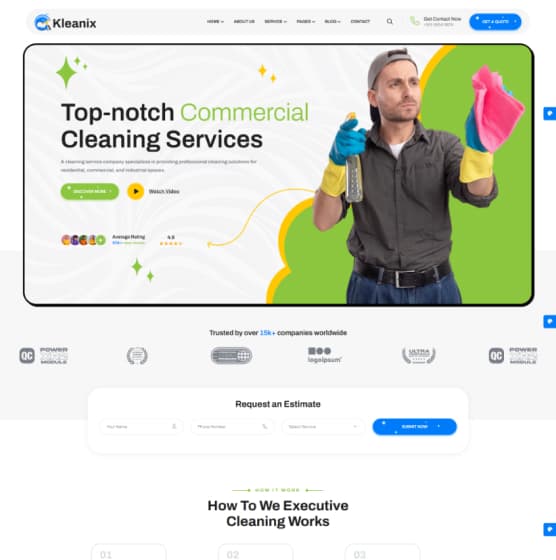 Kleanix
HOME ABOUT US SERVICE PAGES BLOG CONTACT
Get Contact Now
GET A QUOTE
Top-notch Commercial
Cleaning Services
A cleaning service company specializes in providing professional cleaning solutions for
residential, commercial, and industrial spaces.
DISCOVER MORE
Watch Video
Average Rating
4.9
Trusted by over 15k+ companies worldwide
QC POWER
MODULE
logoipsum
ULTRA
QC POWER
MODULE
Request an Estimate
Your Name
Phone Number
Select Service
SUBMIT NOW
HOW IT WORK
How To We Executive
Cleaning Works
01
02
03